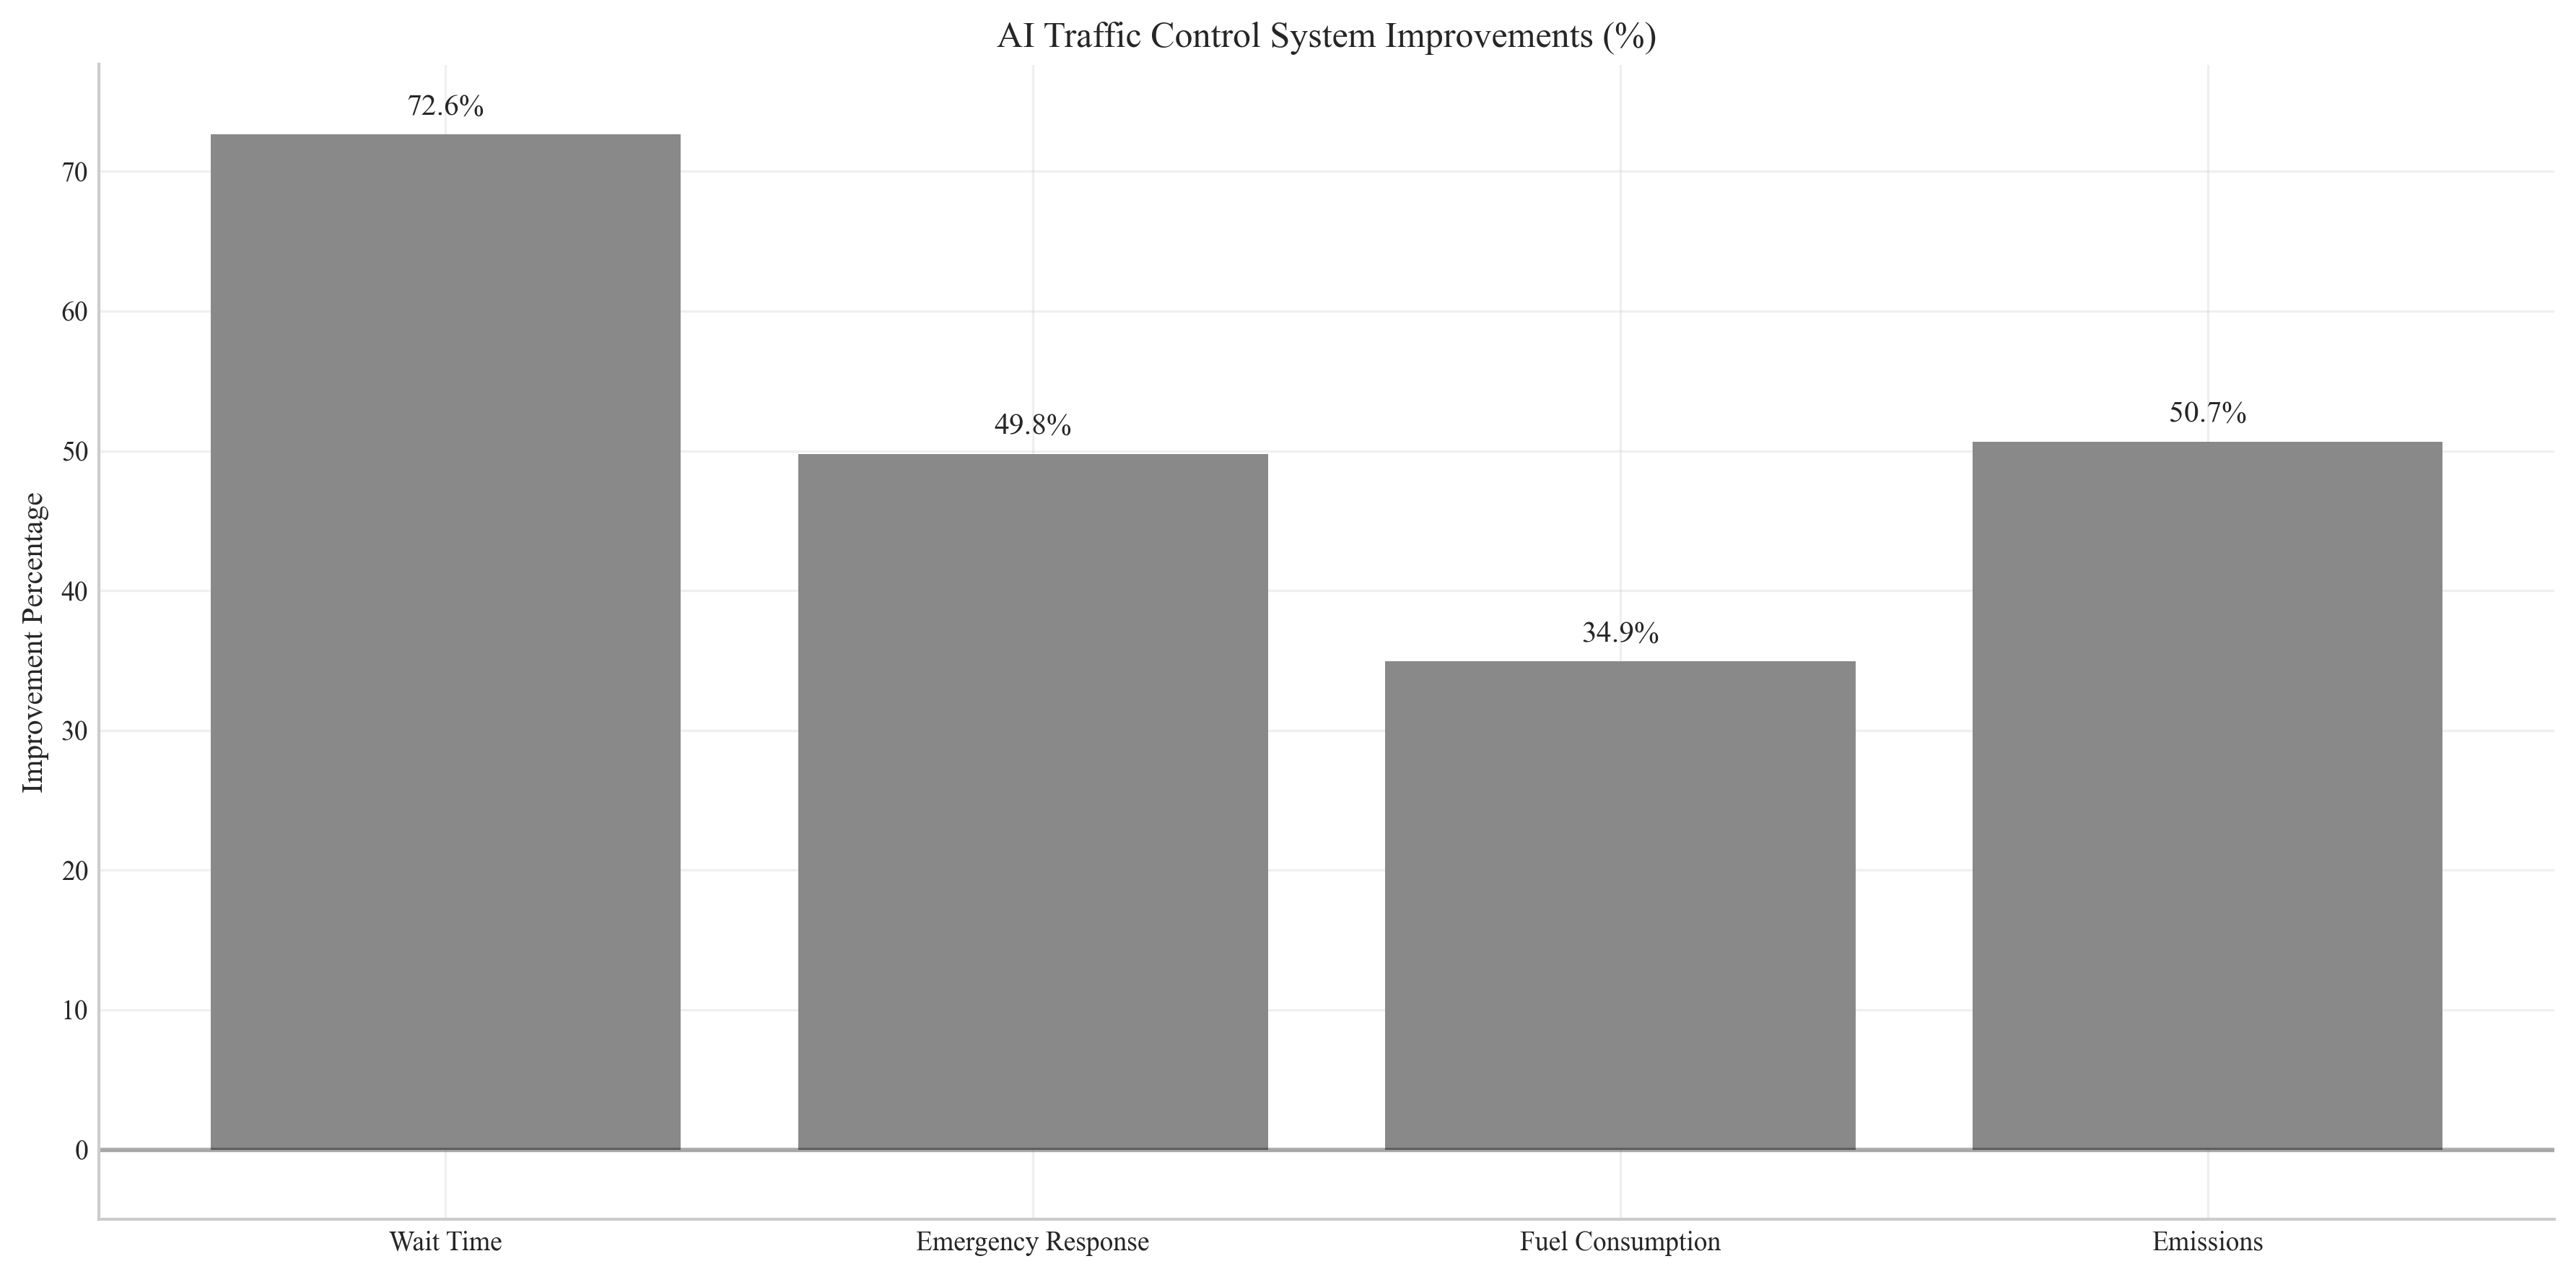 AI Traffic Control System Improvements (%)
Improvement Percentage
70
60
50
40
30
20
10
0
72.6%
49.8%
34.9%
50.7%
Wait Time
Emergency Response
Fuel Consumption
Emissions